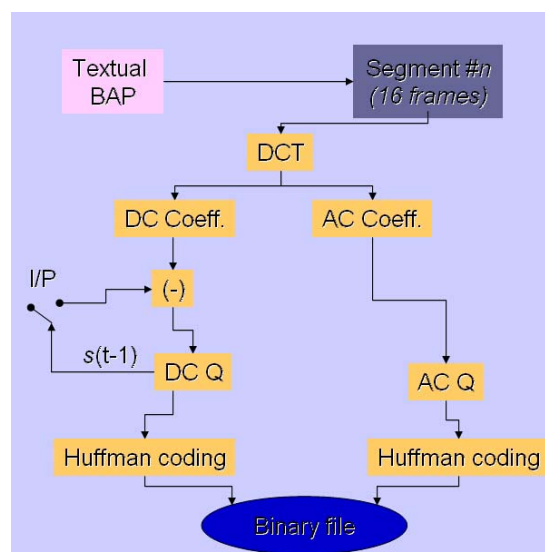 Textual
BAP
Segment #n
(16 frames)
DCT
DC Coeff.
AC Coeff.
I/P
(-)
s(t-1)
DC Q
AC Q
Huffman coding
Huffman coding
Binary file